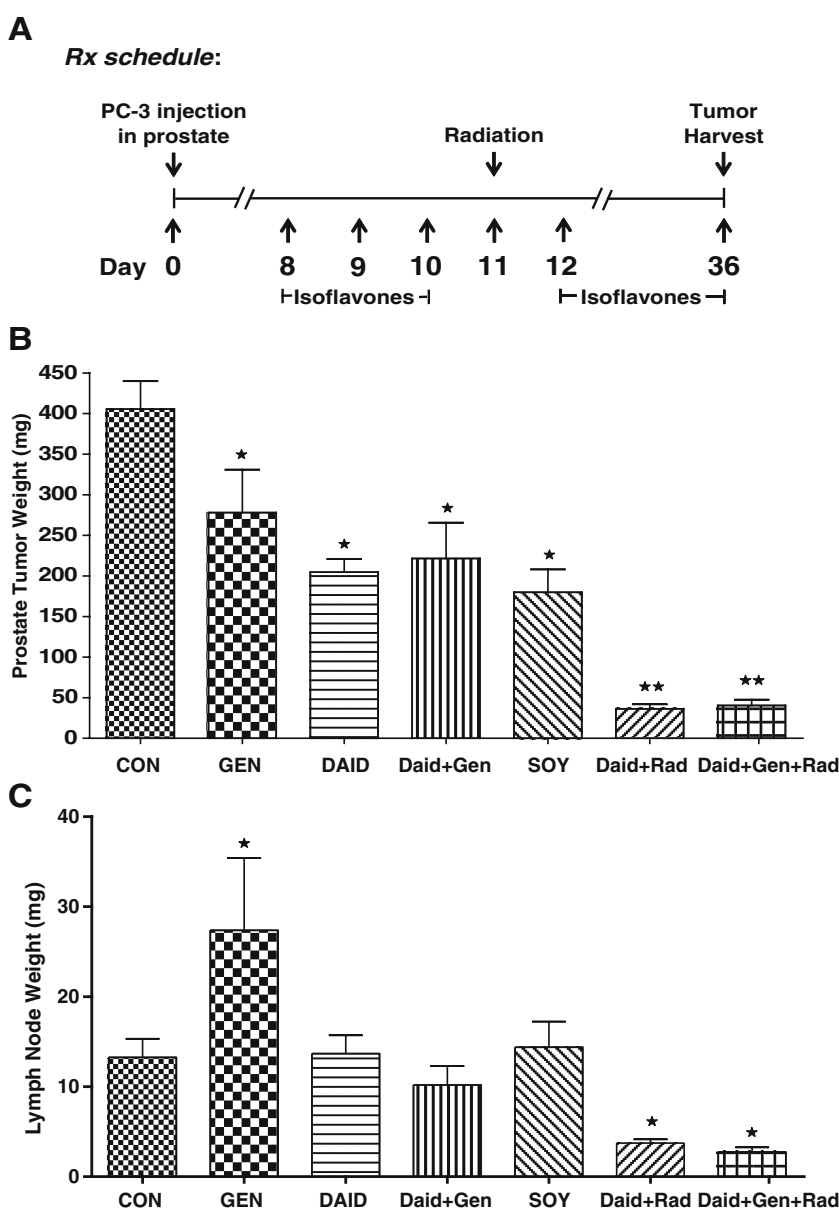 A
Rx schedule:
PC-3 injection
in prostate
Radiation
Tumor
Harvest
Day 0 8 9 10 11 12 36
Isoflavones Isoflavones
B
Prostate Tumor Weight (mg)
450
400
350
300
250
200
150
100
50
0
★ ★ ★ ★ ★★ ★★
CON GEN DAID Daid+Gen SOY Daid+Rad Daid+Gen+Rad
C
Lymph Node Weight (mg)
40
30
20
10
0
★ ★ ★
CON GEN DAID Daid+Gen SOY Daid+Rad Daid+Gen+Rad